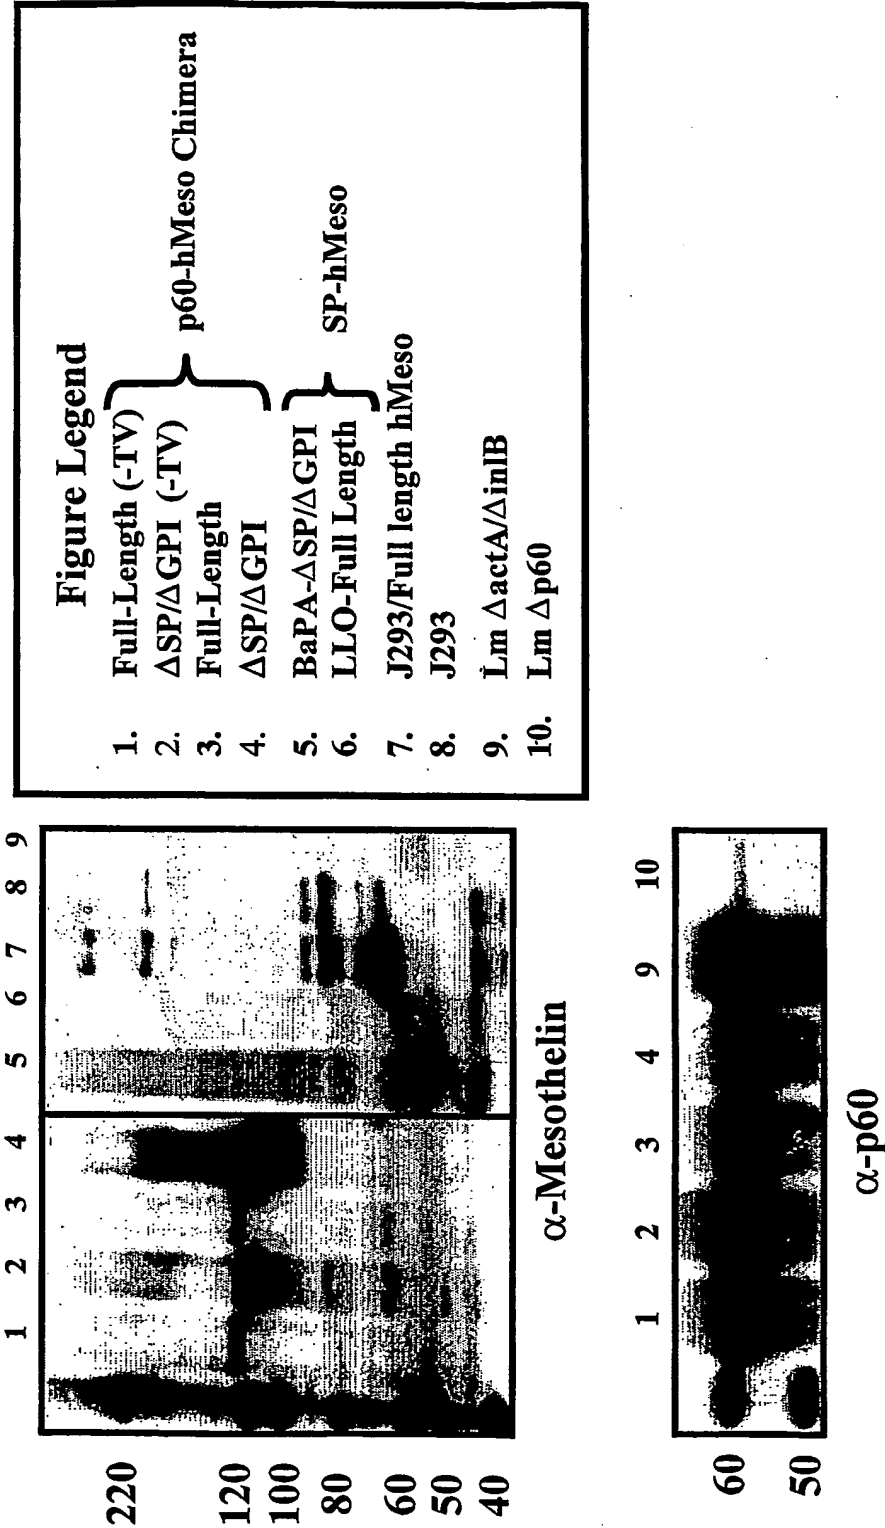 1 2 3 4 5 6 7 8 9
220
120
100
80
60
50
40
α-Mesothelin
1 2 3 4 9 10
60
50
α-p60
Figure Legend
1. Full-Length (-TV)
2. ΔSP/ΔGPI (-TV)
3. Full-Length
4. ΔSP/ΔGPI
p60-hMeso Chimera
5. BaPA-ΔSP/ΔGPI
6. LLO-Full Length
SP-hMeso
7. J293/Full length hMeso
8. J293
9. Lm ΔactA/ΔinlB
10. Lm Δp60